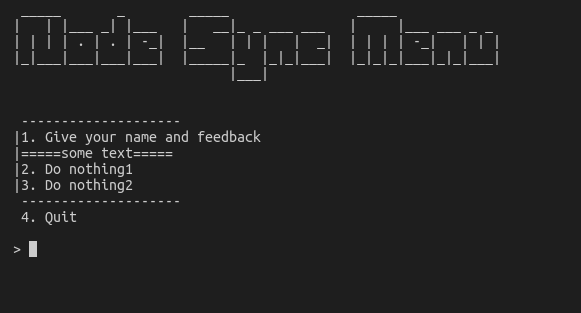 Node Sync Menu
--------------------
|1. Give your name and feedback
|=====some text=====
|2. Do nothing1
|3. Do nothing2
--------------------
4. Quit
>